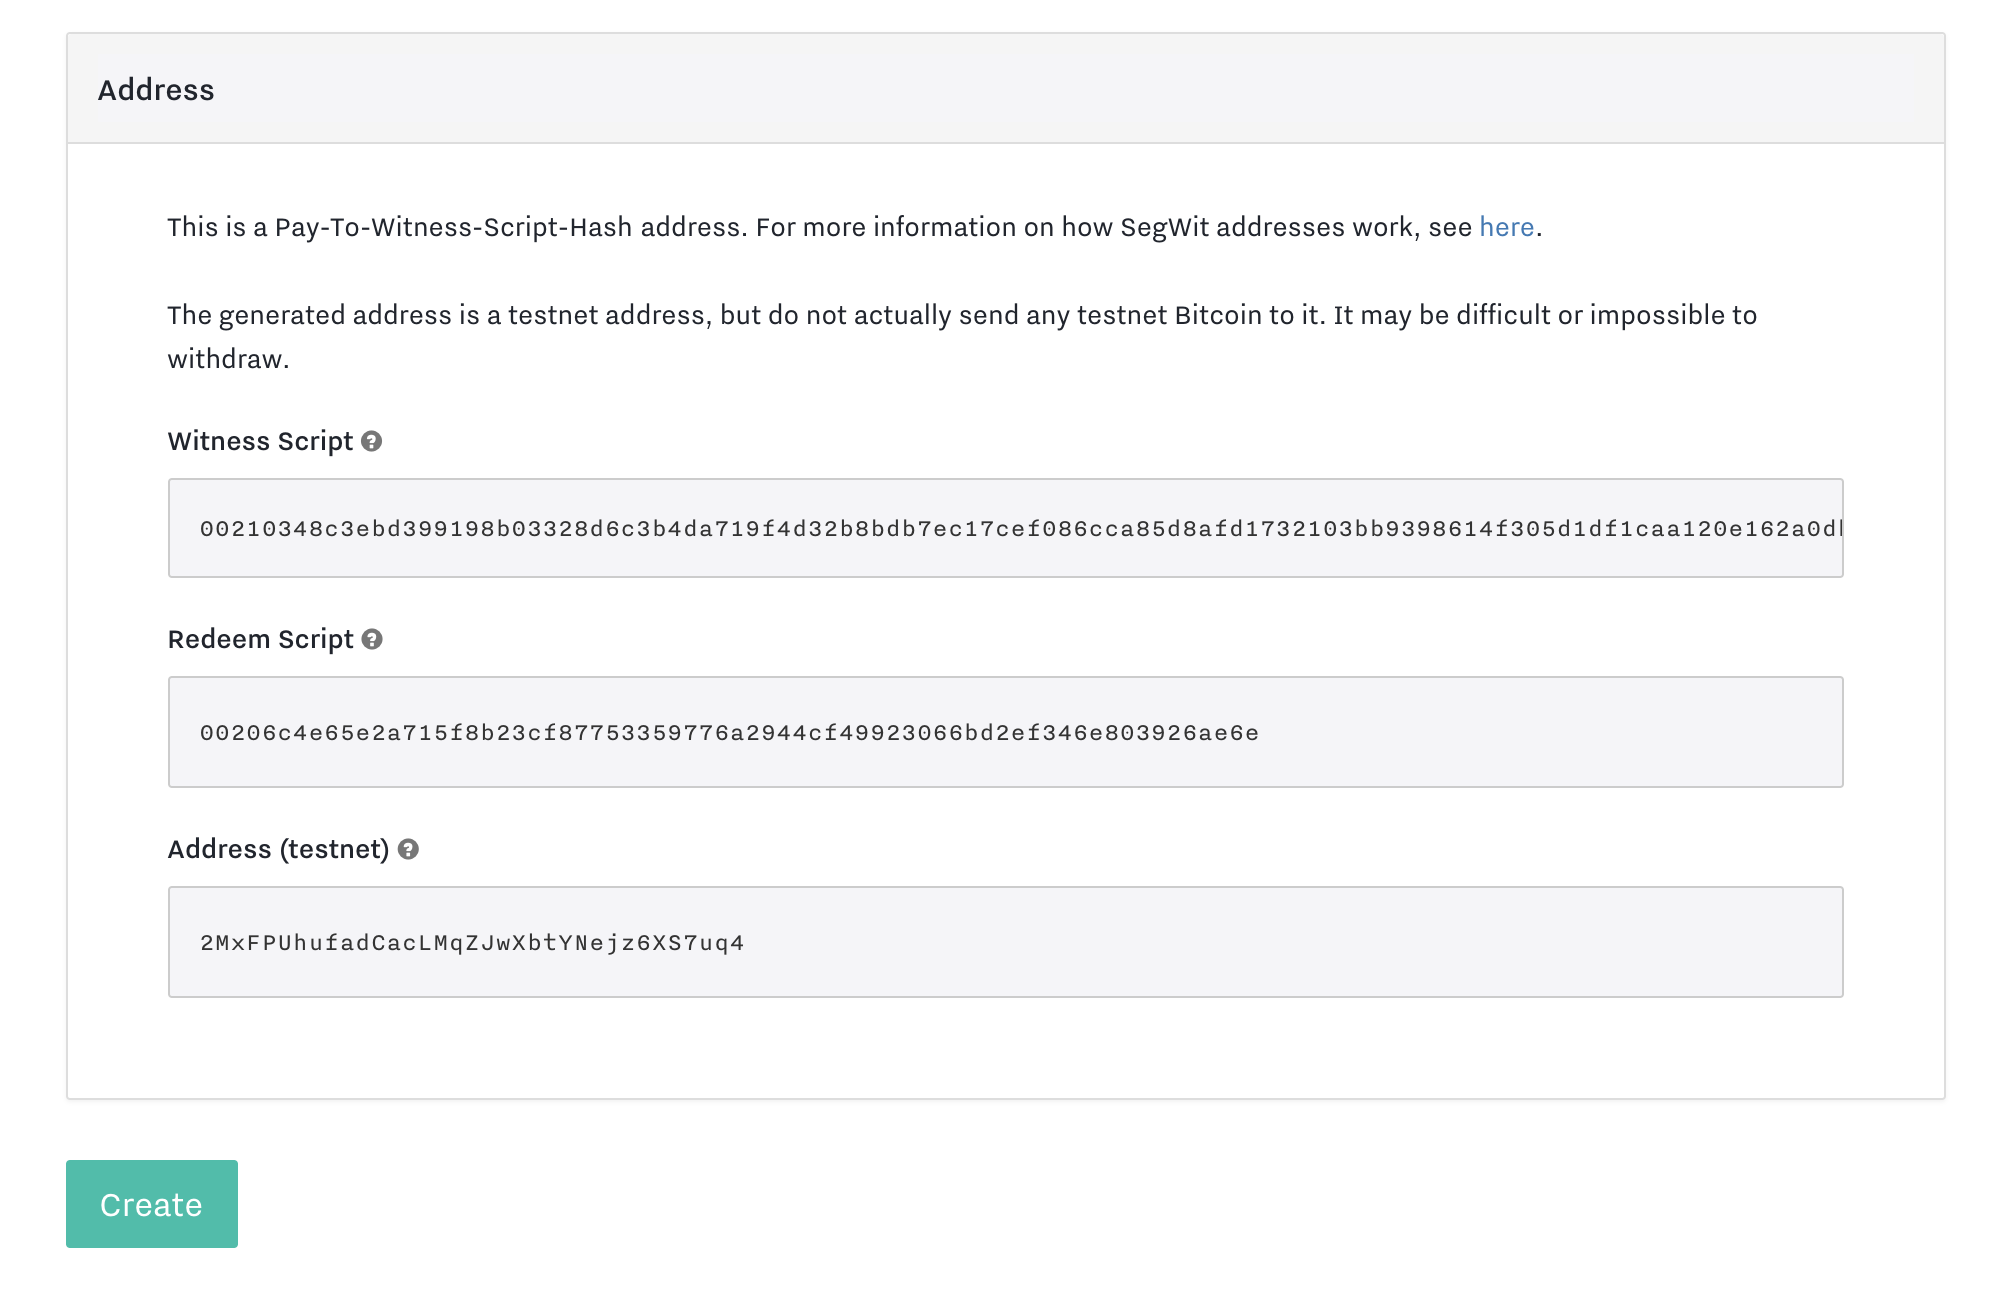 Address
This is a Pay-To-Witness-Script-Hash address. For more information on how SegWit addresses work, see here.
The generated address is a testnet address, but do not actually send any testnet Bitcoin to it. It may be difficult or impossible to
withdraw.
Witness Script
00210348c3ebd399198b03328d6c3b4da719f4d32b8bdb7ec17cef086cca85d8afd1732103bb9398614f305d1df1caa120e162a0d
Redeem Script
00206c4e65e2a715f8b23cf87753359776a2944cf49923066bd2ef346e803926ae6e
Address (testnet)
2MxFPUhufadCacLMqZJwXbtYNejz6XS7uq4
Create